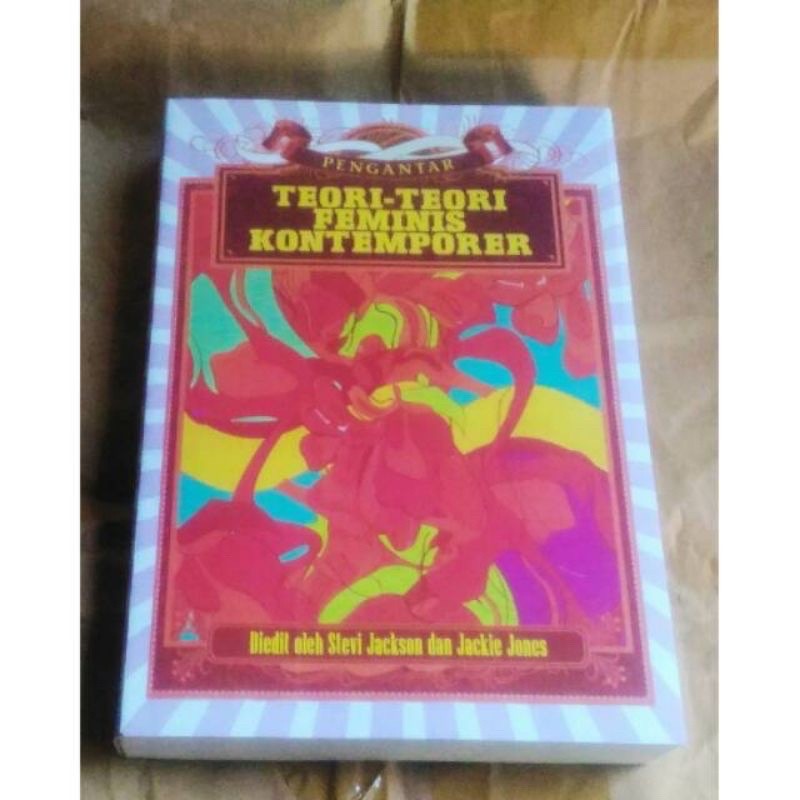 PENGANTAR
TEORI-TEORI
FEMINIS
KONTEMPORER
Diedit oleh Stevi Jackson dan Jackie Jones